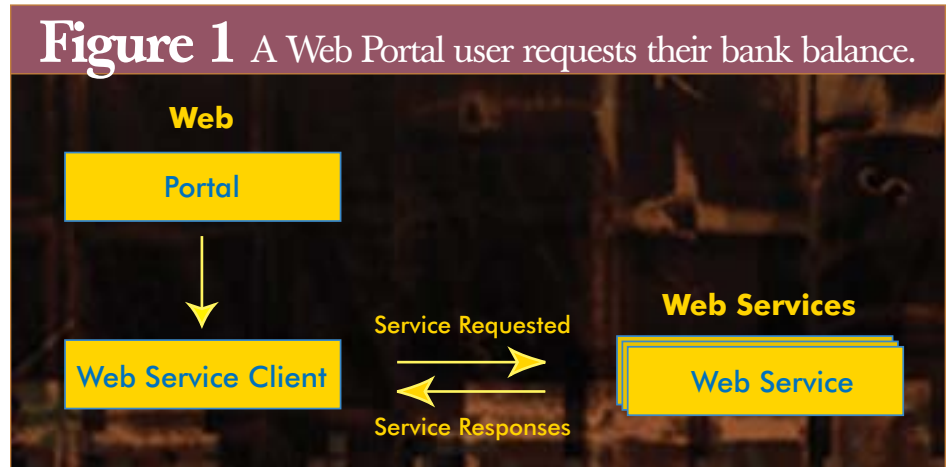 Figure 1 A Web Portal user requests their bank balance.
Web
Portal
Web Service Client
Service Requested
Service Responses
Web Services
Web Service